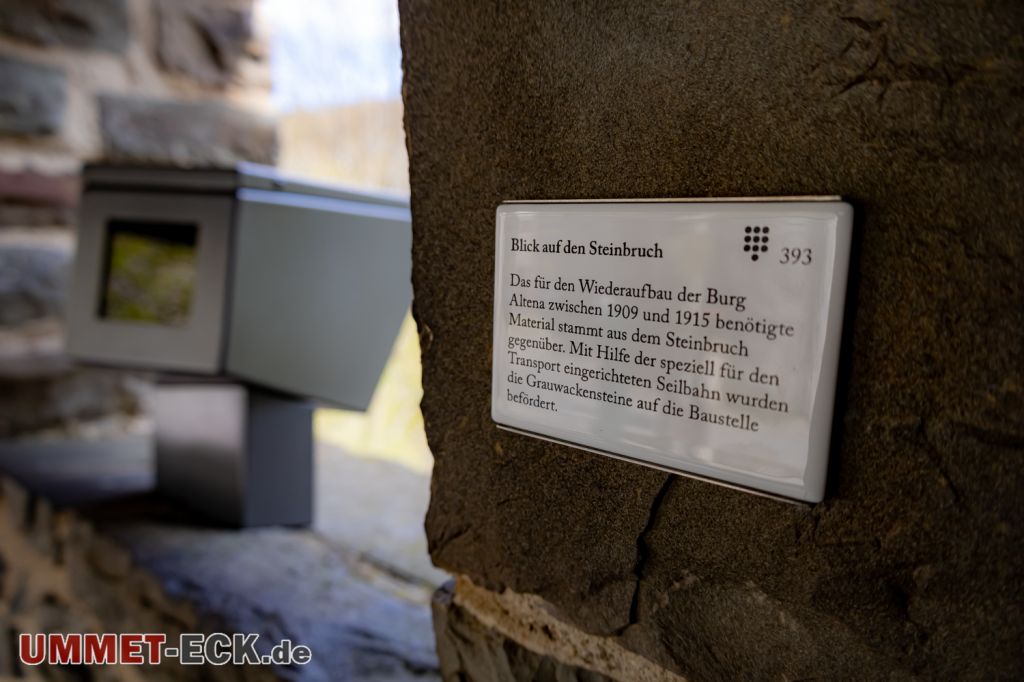 Blick auf den Steinbruch
393
Das für den Wiederaufbau der Burg
Altena zwischen 1909 und 1915 benötigte
Material stammt aus dem Steinbruch
gegenüber. Mit Hilfe der speziell für den
Transport eingerichteten Seilbahn wurden
die Grauwackensteine auf die Baustelle
befördert.
UMMET-ECK.de